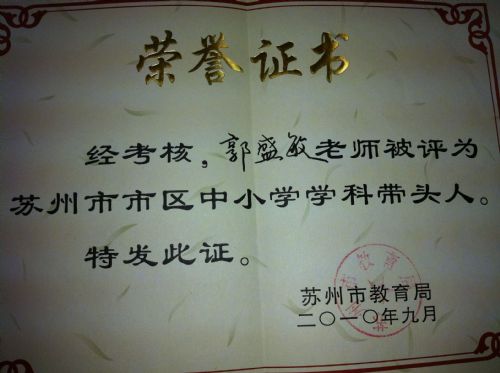 荣誉证书
经考核，郭盛敏老师被评为
苏州市市区中小学学科带头人。
特发此证。
苏州市教育局
二〇一〇年九月